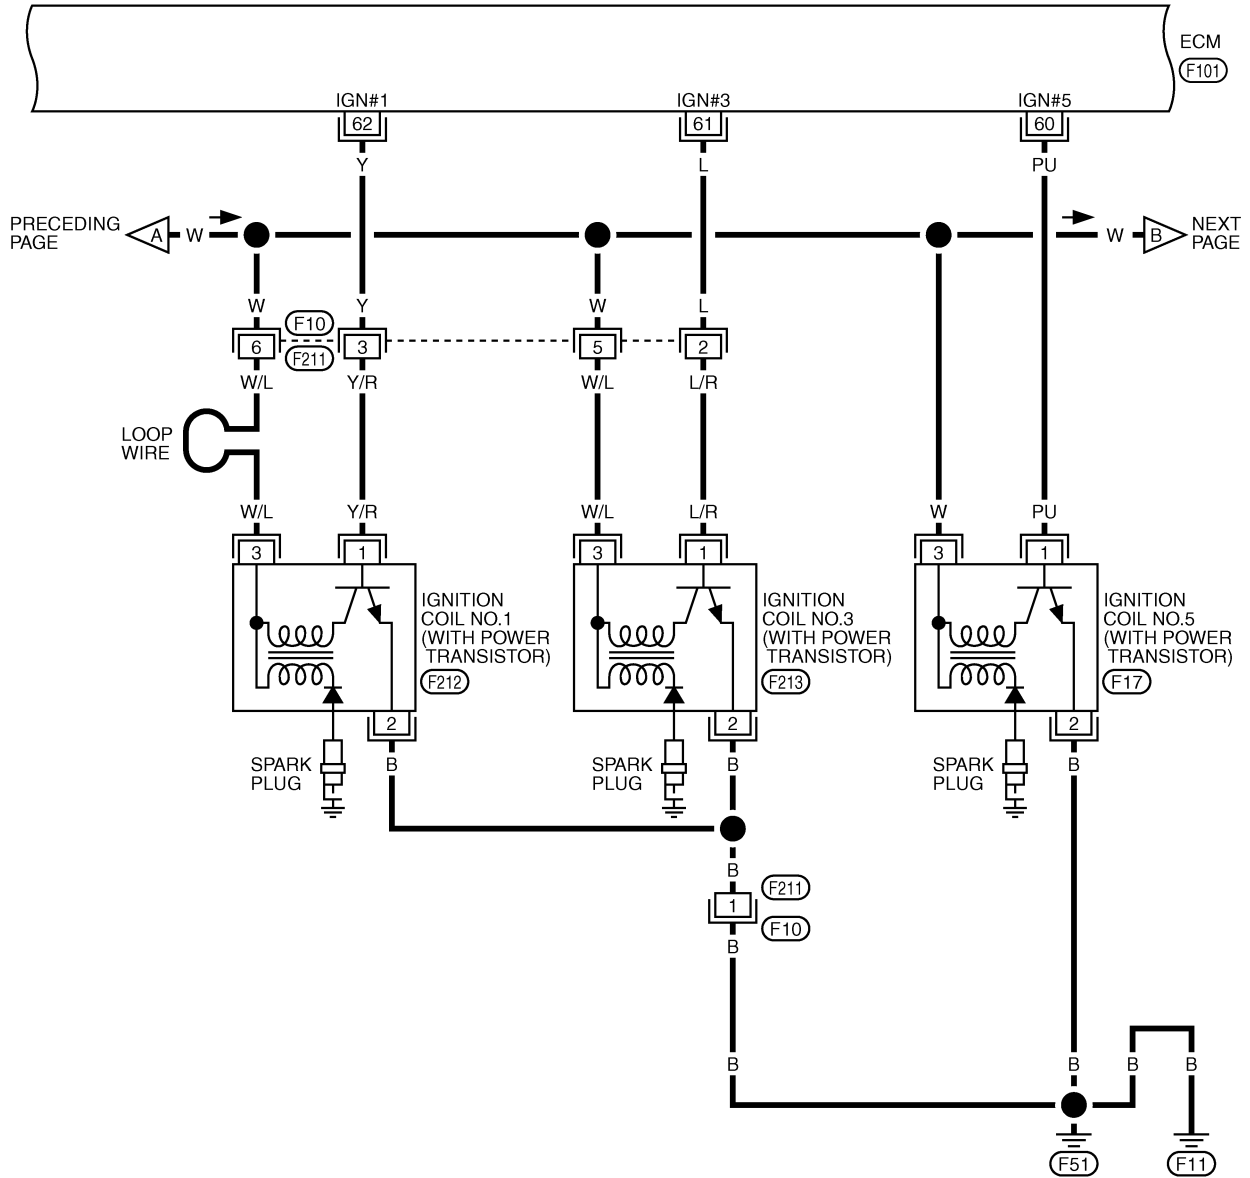 ECM
F101
IGN#1
IGN#3
IGN#5
62
61
60
Y
L
PU
PRECEDING
PAGE
A
W
W
B
NEXT
PAGE
W
Y
W
L
F10
6
3
5
2
F211
W/L
Y/R
W/L
L/R
LOOP
WIRE
W/L
Y/R
W/L
L/R
W
PU
3
1
3
1
3
1
IGNITION
COIL NO.1
(WITH POWER
TRANSISTOR)
F212
IGNITION
COIL NO.3
(WITH POWER
TRANSISTOR)
F213
IGNITION
COIL NO.5
(WITH POWER
TRANSISTOR)
F17
2
2
2
SPARK
PLUG
B
SPARK
PLUG
B
SPARK
PLUG
B
B
F211
1
F10
B
B
B
B
B
F51
F11